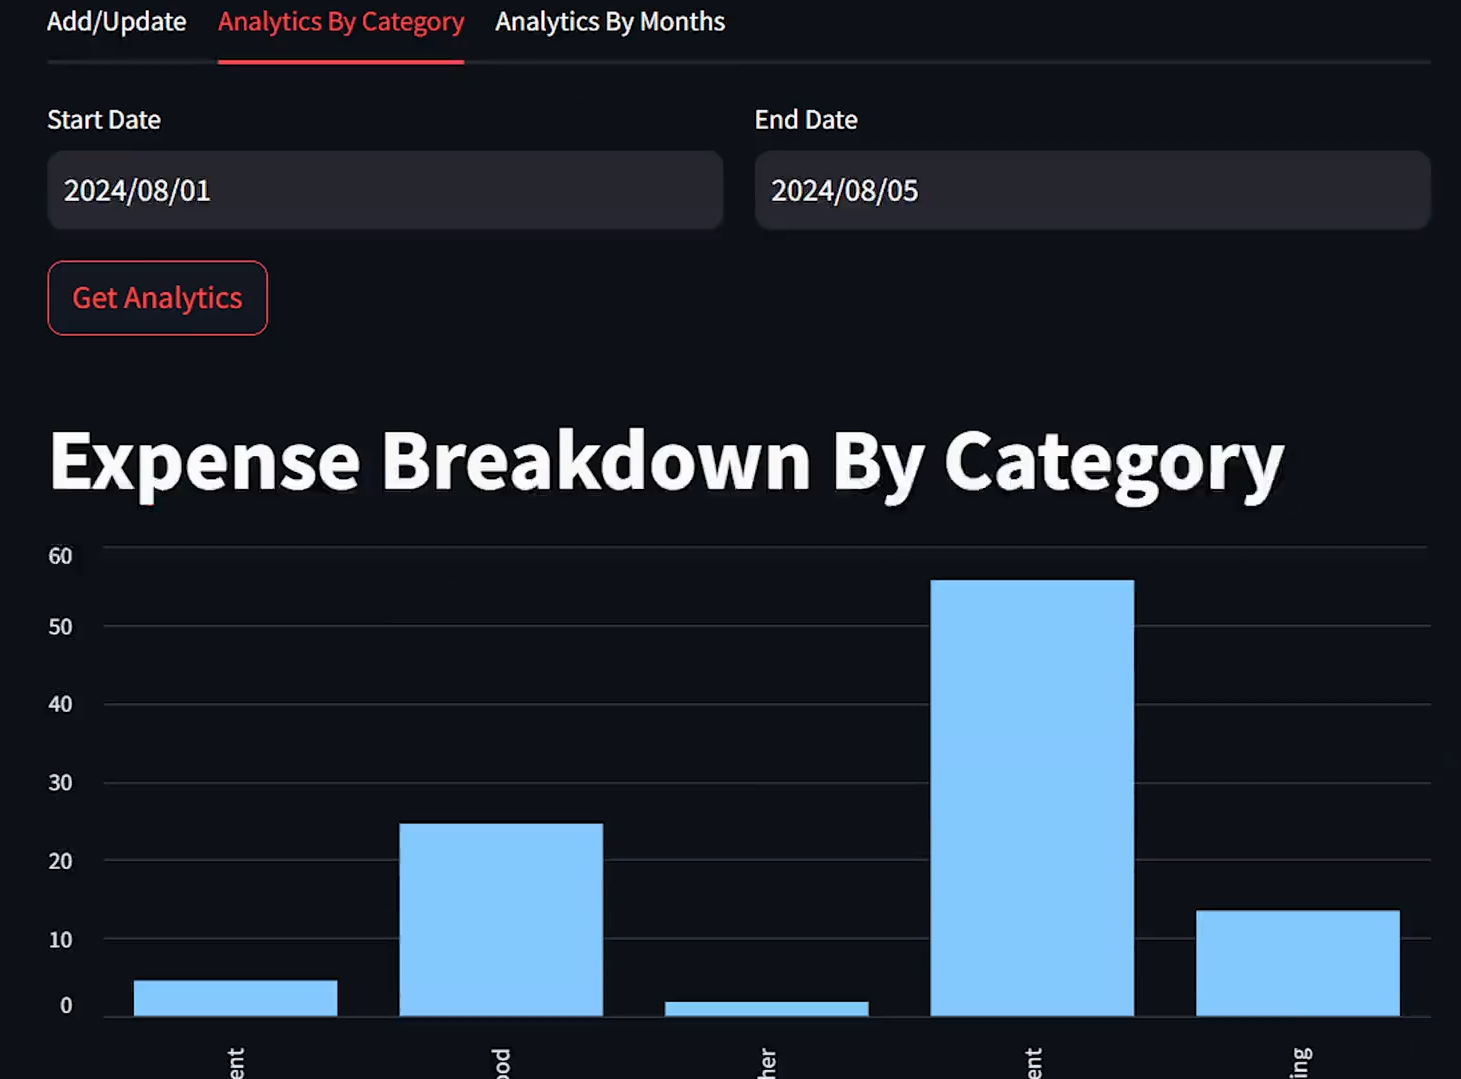 Add/Update Analytics By Category Analytics By Months
Start Date End Date
2024/08/01 2024/08/05
Get Analytics
Expense Breakdown By Category
60
50
40
30
20
10
0
ent ood her ent ing